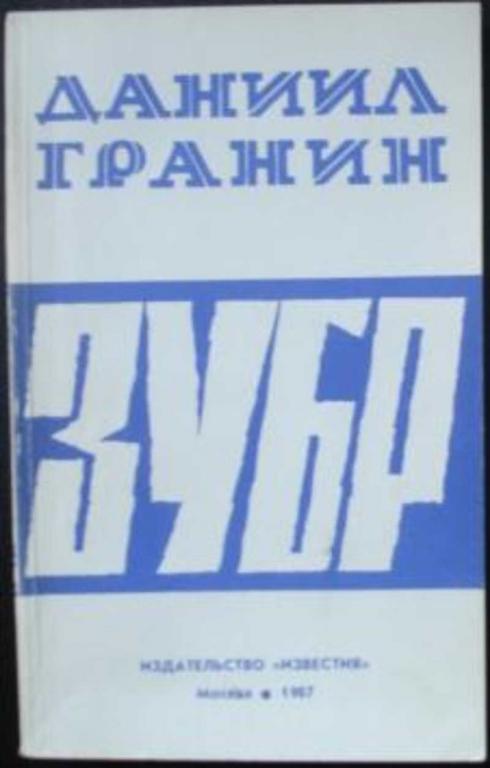 ДАНИИЛ
ГРАНИН
ЗУБР
ИЗДАТЕЛЬСТВО «ИЗВЕСТИЯ»
Москва ● 1987